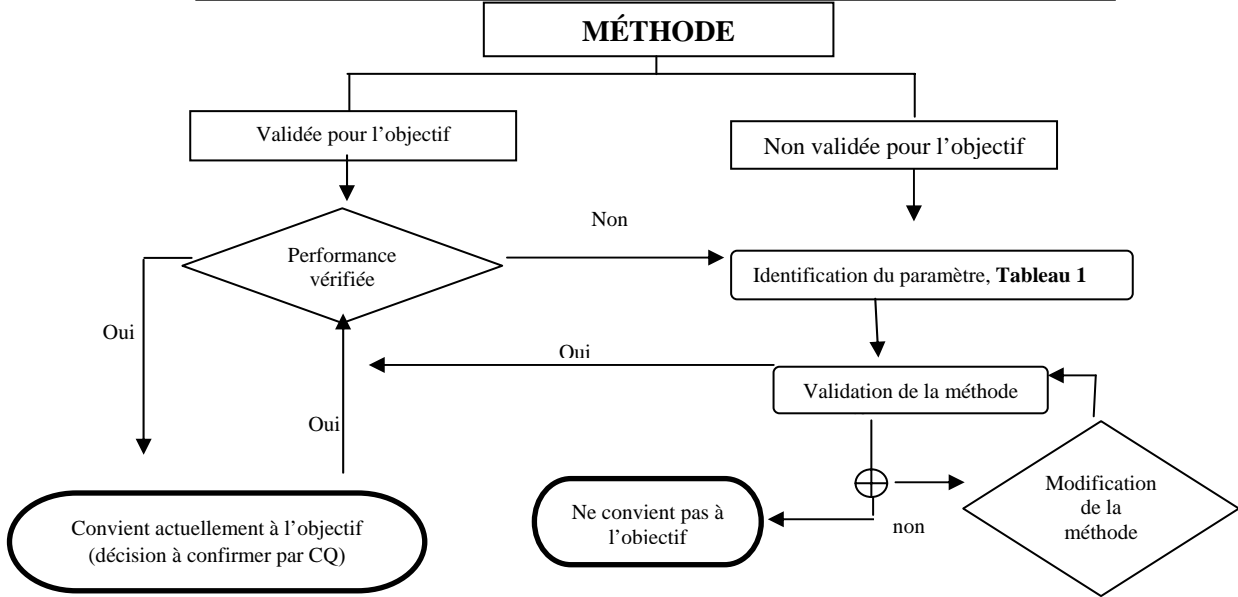 MÉTHODE
Validée pour l’objectif
Non validée pour l’objectif
Non
Performance
vérifiée
Identification du paramètre, Tableau 1
Oui
Oui
Validation de la méthode
Oui
Modification
de la
méthode
Ne convient pas à
l’objectif
non
Convient actuellement à l’objectif
(décision à confirmer par CQ)